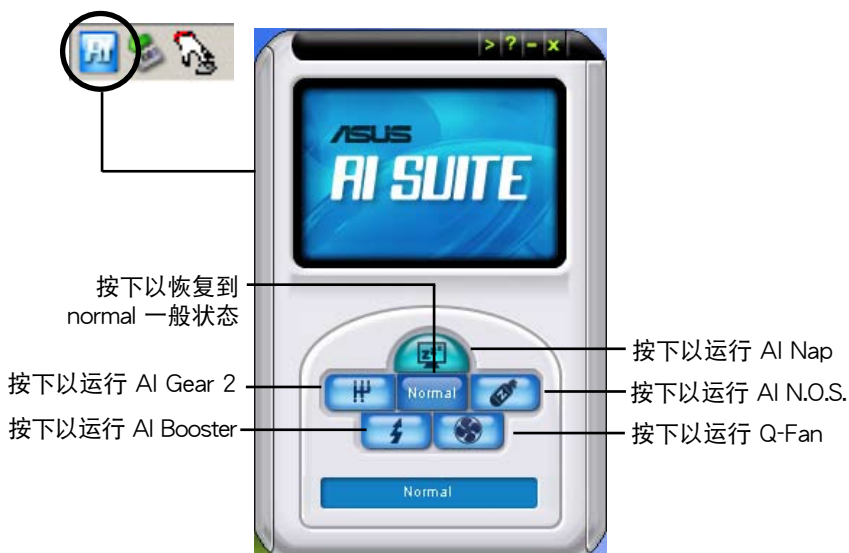 AI
> ? - x
ASUS
AI SUITE
按下以恢复到
normal 一般状态
按下以运行 AI Nap
按下以运行 AI Gear 2
Normal
按下以运行 AI N.O.S.
按下以运行 AI Booster
按下以运行 Q-Fan
Normal